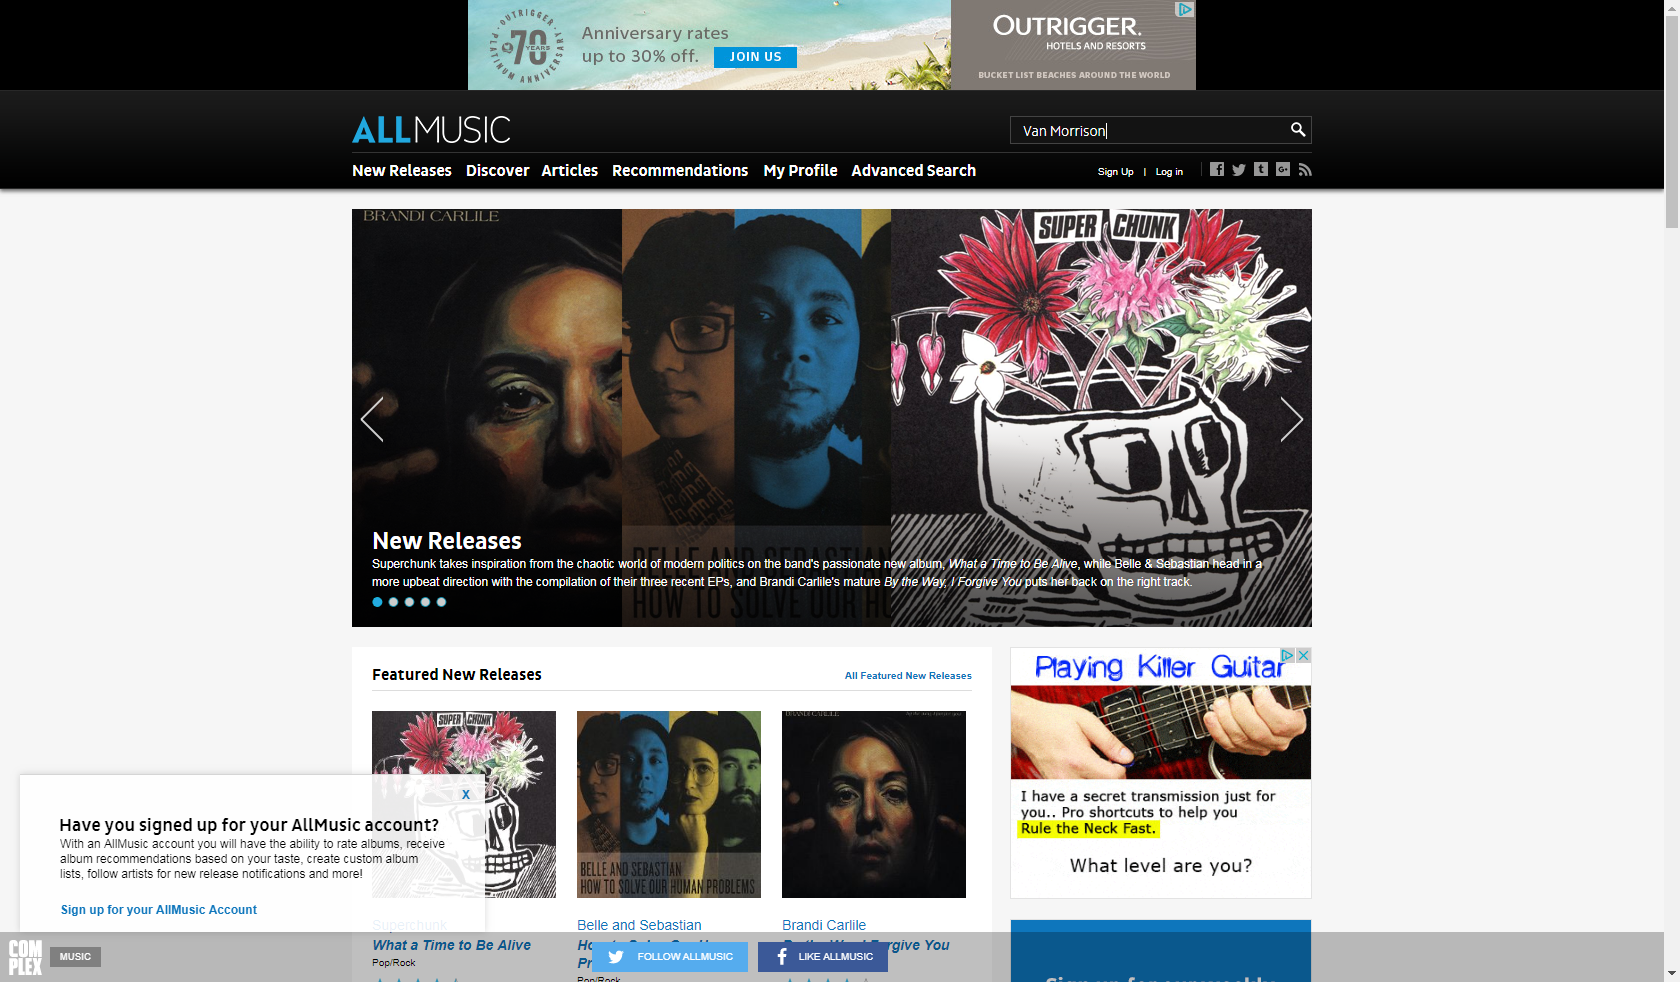 OUTRIGGER
70 YEARS
PLATINUM ANNIVERSARY
Anniversary rates
up to 30% off.
JOIN US
OUTRIGGER.
HOTELS AND RESORTS
BUCKET LIST BEACHES AROUND THE WORLD
ALLMUSIC
Van Morrison
New Releases Discover Articles Recommendations My Profile Advanced Search
Sign Up | Log in
BRANDI CARLILE
SUPER CHUNK
BELLE AND SEBASTIAN
HOW TO SOLVE OUR HU
New Releases
Superchunk takes inspiration from the chaotic world of modern politics on the band's passionate new album, What a Time to Be Alive, while Belle & Sebastian head in a
more upbeat direction with the compilation of their three recent EPs, and Brandi Carlile's mature By the Way, I Forgive You puts her back on the right track.
Featured New Releases
All Featured New Releases
SUPER CHUNK
BELLE AND SEBASTIAN
HOW TO SOLVE OUR HUMAN PROBLEMS
BRANDI CARLILE
Superchunk
What a Time to Be Alive
Pop/Rock
Belle and Sebastian
Pop/Rock
Brandi Carlile
Forgive You
Playing Killer Guitar
I have a secret transmission just for
you.. Pro shortcuts to help you
Rule the Neck Fast.
What level are you?
X
Have you signed up for your AllMusic account?
With an AllMusic account you will have the ability to rate albums, receive
album recommendations based on your taste, create custom album
lists, follow artists for new release notifications and more!
Sign up for your AllMusic Account
COM
PLEX
MUSIC
FOLLOW ALLMUSIC
LIKE ALLMUSIC